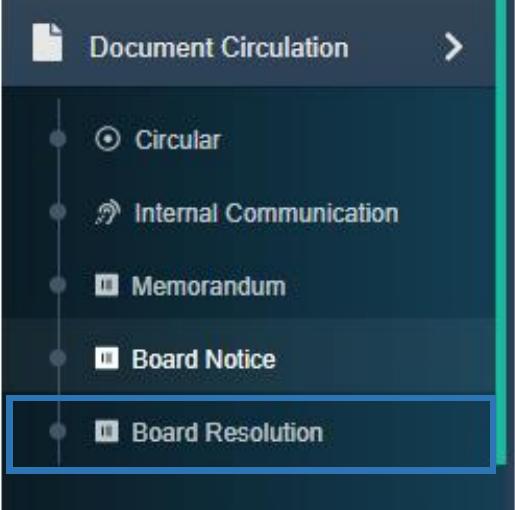 Document Circulation
Circular
Internal Communication
Memorandum
Board Notice
Board Resolution